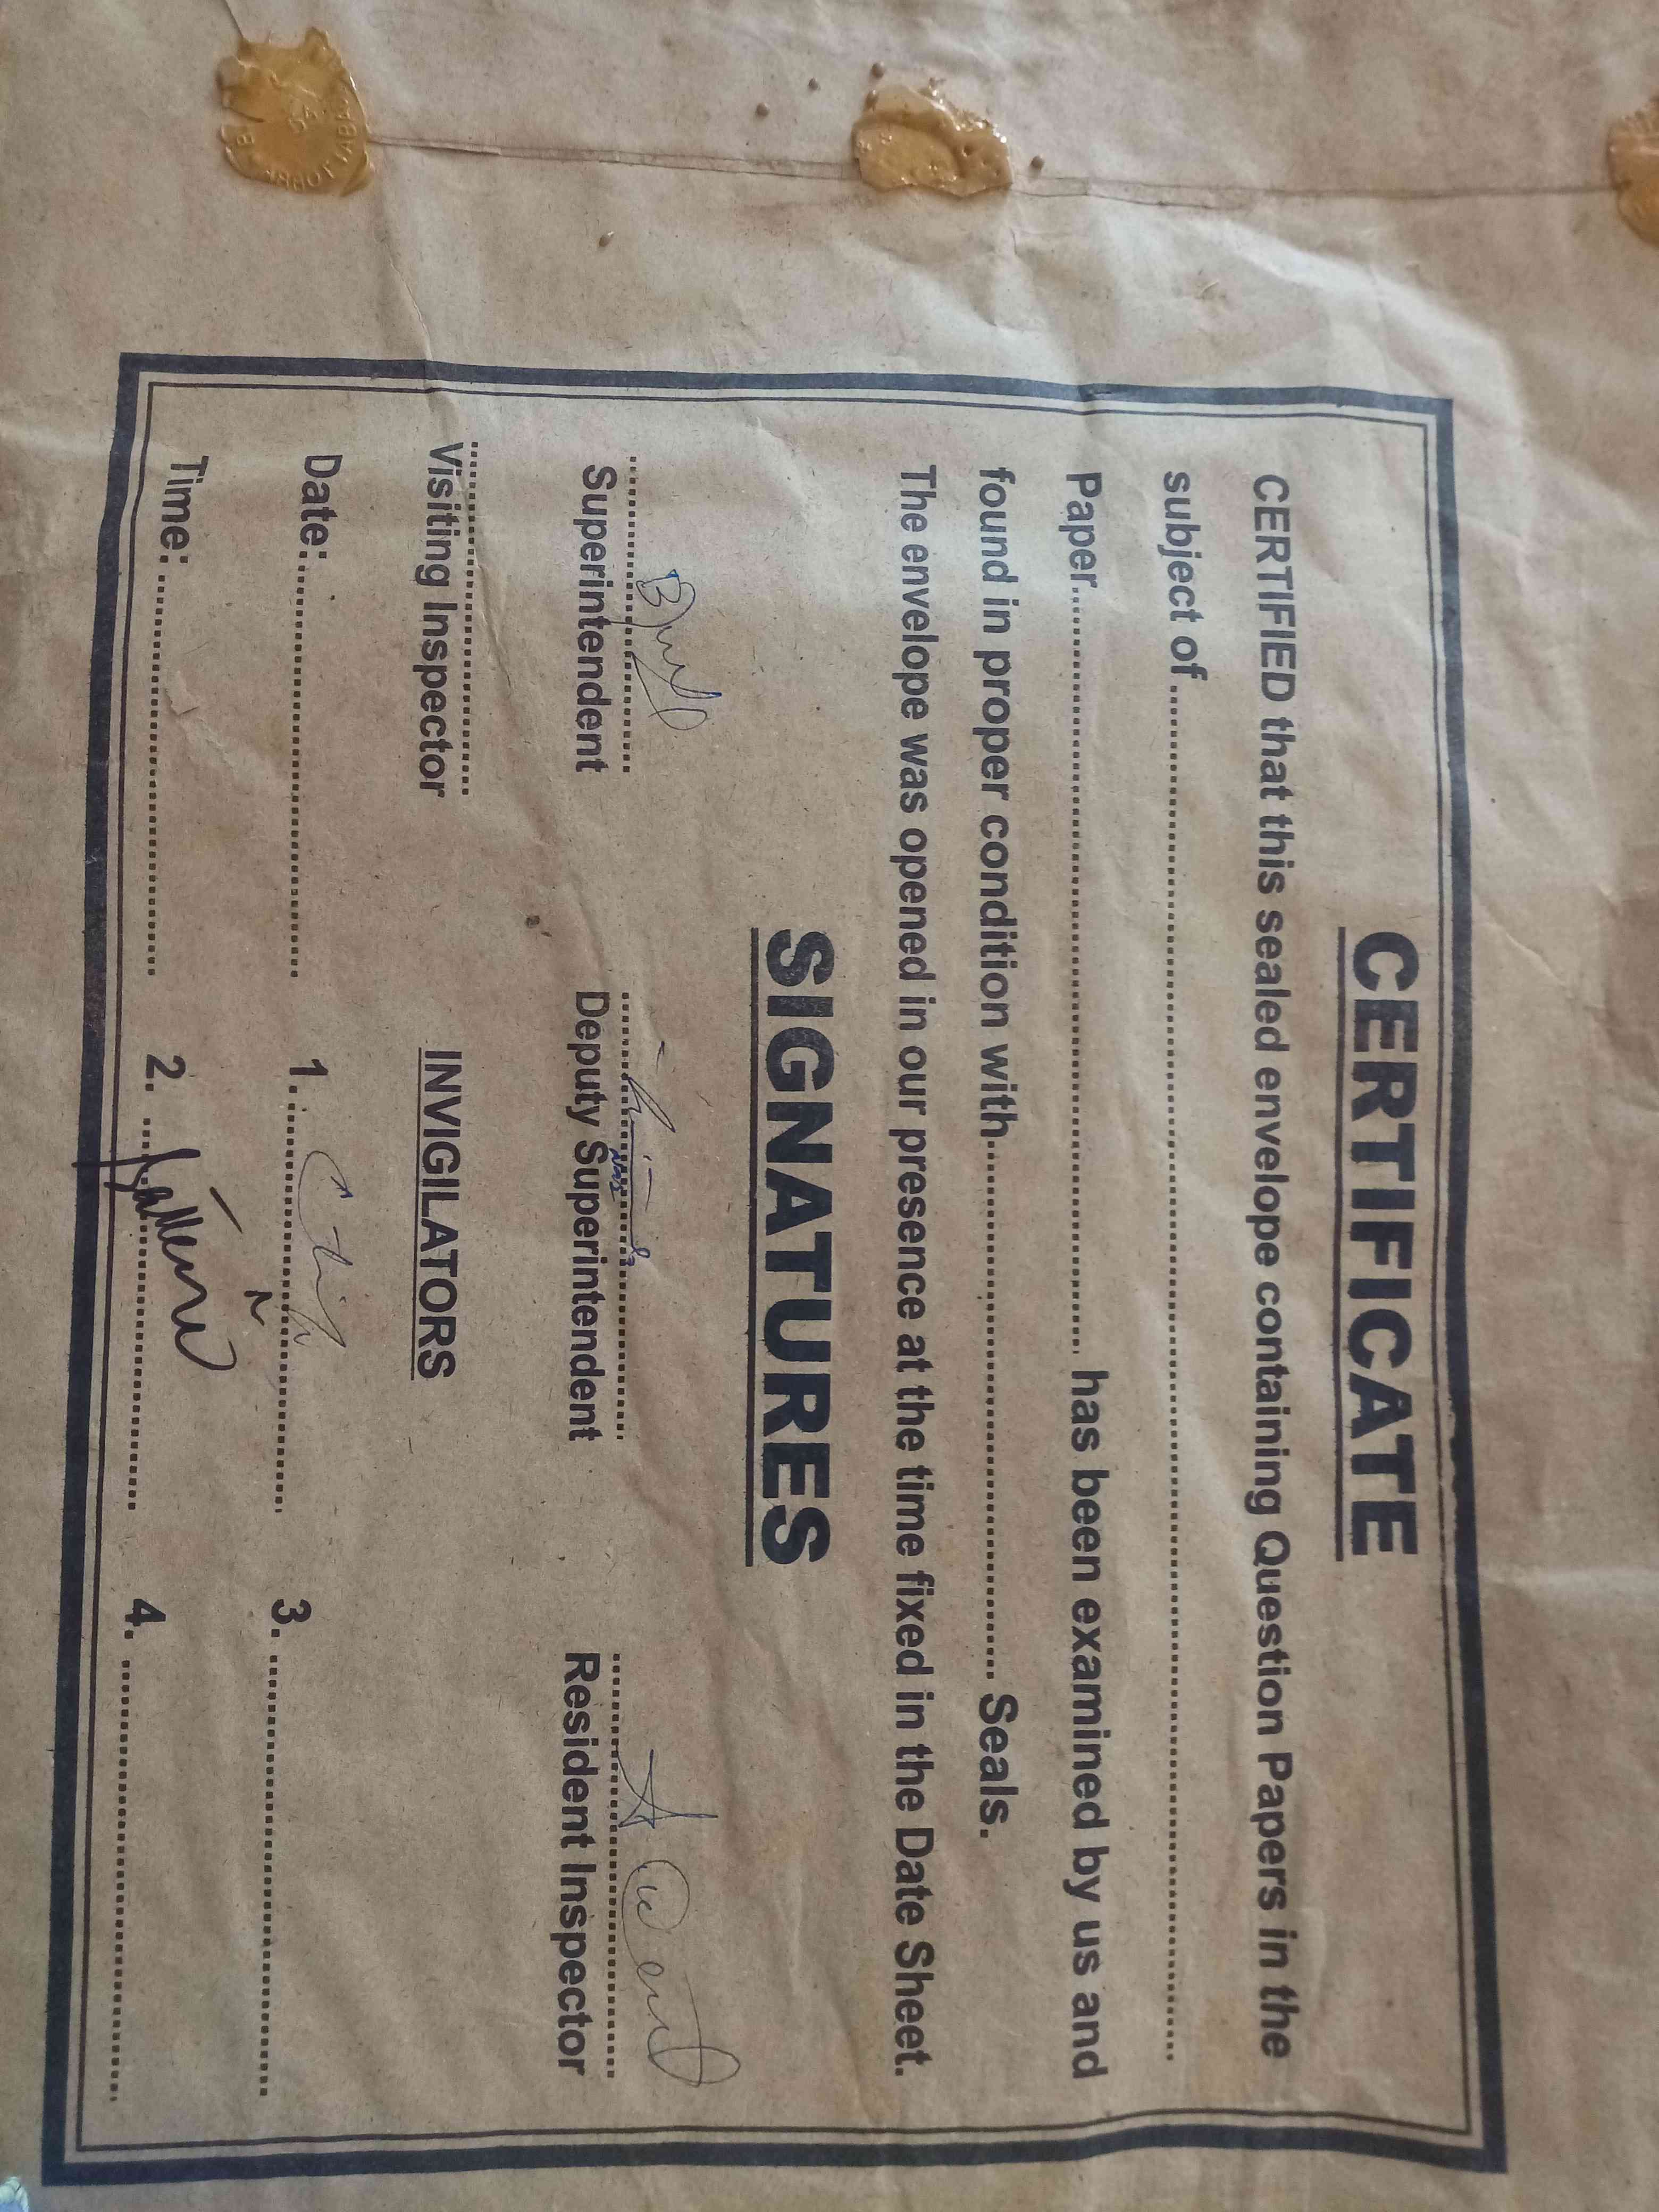 CERTIFICATE
CERTIFIED that this sealed envelope containing Question Papers in the
subject of ..............................
Paper.............................. has been examined by us and
found in proper condition with.............................. Seals.
The envelope was opened in our presence at the time fixed in the Date Sheet.
SIGNATURES
Superintendent Deputy Superintendent Resident Inspector
Visiting Inspector INVIGILATORS
Date:.............................. 1. .............................. 3. ..............................
Time: .............................. 2. .............................. 4. ..............................